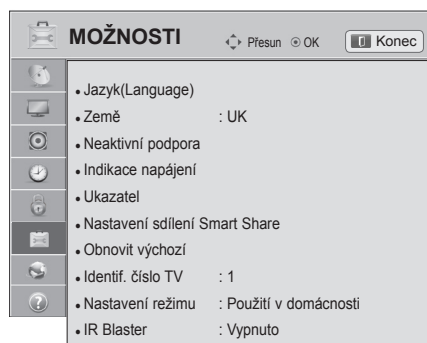 MOŽNOSTI
Přesun OK
Konec
• Jazyk(Language)
• Země : UK
• Neaktivní podpora
• Indikace napájení
• Ukazatel
• Nastavení sdílení Smart Share
• Obnovit výchozí
• Identif. číslo TV : 1
• Nastavení režimu : Použití v domácnosti
• IR Blaster : Vypnuto